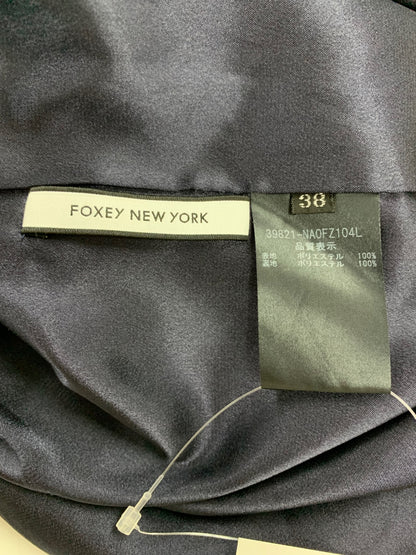 FOXEY NEW YORK
38
39821-NAOFZ104L
品質表示
表地 ポリエステル 100%
裏地 ポリエステル 100%